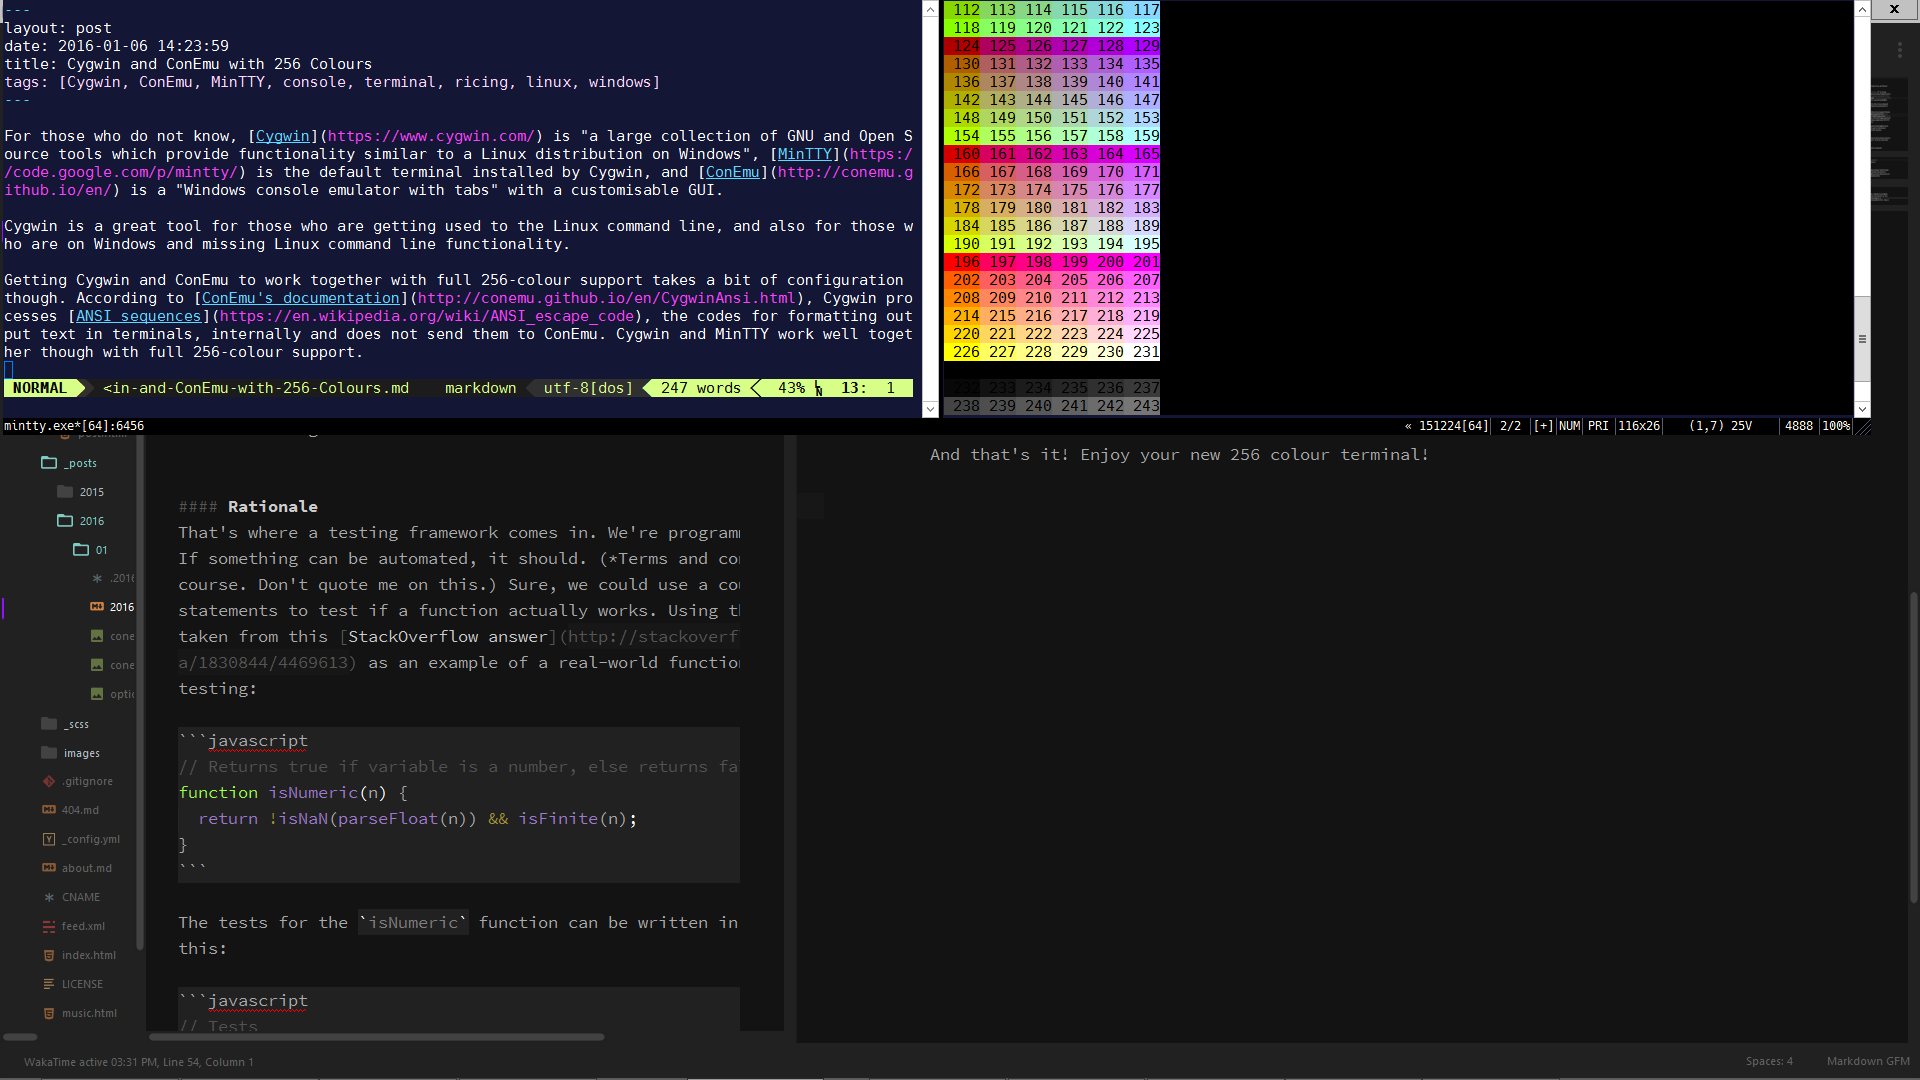 ---
layout: post
date: 2016-01-06 14:23:59
title: Cygwin and ConEmu with 256 Colours
tags: [Cygwin, ConEmu, MinTTY, console, terminal, ricing, linux, windows]
---
For those who do not know, [Cygwin](https://www.cygwin.com/) is "a large collection of GNU and Open S
ource tools which provide functionality similar to a Linux distribution on Windows", [MinTTY](https:/
/code.google.com/p/mintty/) is the default terminal installed by Cygwin, and [ConEmu](http://conemu.g
ithub.io/en/) is a "Windows console emulator with tabs" with a customisable GUI.
Cygwin is a great tool for those who are getting used to the Linux command line, and also for those w
ho are on Windows and missing Linux command line functionality.
Getting Cygwin and ConEmu to work together with full 256-colour support takes a bit of configuration
though. According to [ConEmu's documentation](http://conemu.github.io/en/CygwinAnsi.html), Cygwin pro
cesses [ANSI sequences](https://en.wikipedia.org/wiki/ANSI_escape_code), the codes for formatting out
put text in terminals, internally and does not send them to ConEmu. Cygwin and MinTTY work well toget
her though with full 256-colour support.
NORMAL <in-and-ConEmu-with-256-Colours.md markdown utf-8[dos] 247 words 43% 13: 1
112 113 114 115 116 117
118 119 120 121 122 123
124 125 126 127 128 129
130 131 132 133 134 135
136 137 138 139 140 141
142 143 144 145 146 147
148 149 150 151 152 153
154 155 156 157 158 159
160 161 162 163 164 165
166 167 168 169 170 171
172 173 174 175 176 177
178 179 180 181 182 183
184 185 186 187 188 189
190 191 192 193 194 195
196 197 198 199 200 201
202 203 204 205 206 207
208 209 210 211 212 213
214 215 216 217 218 219
220 221 222 223 224 225
226 227 228 229 230 231
232 233 234 235 236 237
238 239 240 241 242 243
x
mintty.exe*[64]:6456
« 151224[64] 2/2 [+] NUM PRI 116x26 (1,7) 25V 4888 100%
_posts
2015
2016
01
.2016
2016
cone
cone
optio
_scss
images
.gitignore
404.md
_config.yml
about.md
CNAME
feed.xml
index.html
LICENSE
music.html
#### Rationale
That's where a testing framework comes in. We're program
If something can be automated, it should. (*Terms and con
course. Don't quote me on this.) Sure, we could use a cou
statements to test if a function actually works. Using th
taken from this [StackOverflow answer](http://stackoverf
a/1830844/4469613) as an example of a real-world function
testing:
```javascript
// Returns true if variable is a number, else returns fa
function isNumeric(n) {
return !isNaN(parseFloat(n)) && isFinite(n);
}
```
The tests for the `isNumeric` function can be written in
this:
```javascript
// Tests
And that's it! Enjoy your new 256 colour terminal!
WakaTime active 03:31 PM, Line 54, Column 1
Spaces: 4
Markdown GFM